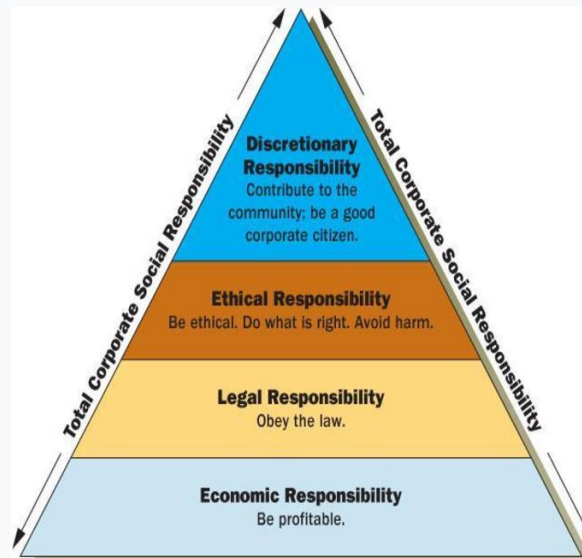 Total Corporate Social Responsibility
Total Corporate Social Responsibility
Discretionary
Responsibility
Contribute to the
community; be a good
corporate citizen.
Ethical Responsibility
Be ethical. Do what is right. Avoid harm.
Legal Responsibility
Obey the law.
Economic Responsibility
Be profitable.